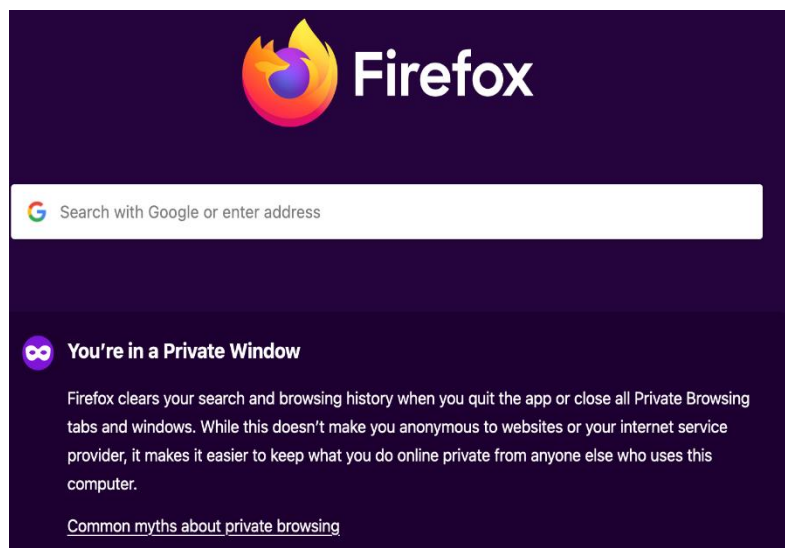 Firefox
Search with Google or enter address
You're in a Private Window
Firefox clears your search and browsing history when you quit the app or close all Private Browsing
tabs and windows. While this doesn't make you anonymous to websites or your internet service
provider, it makes it easier to keep what you do online private from anyone else who uses this
computer.
Common myths about private browsing